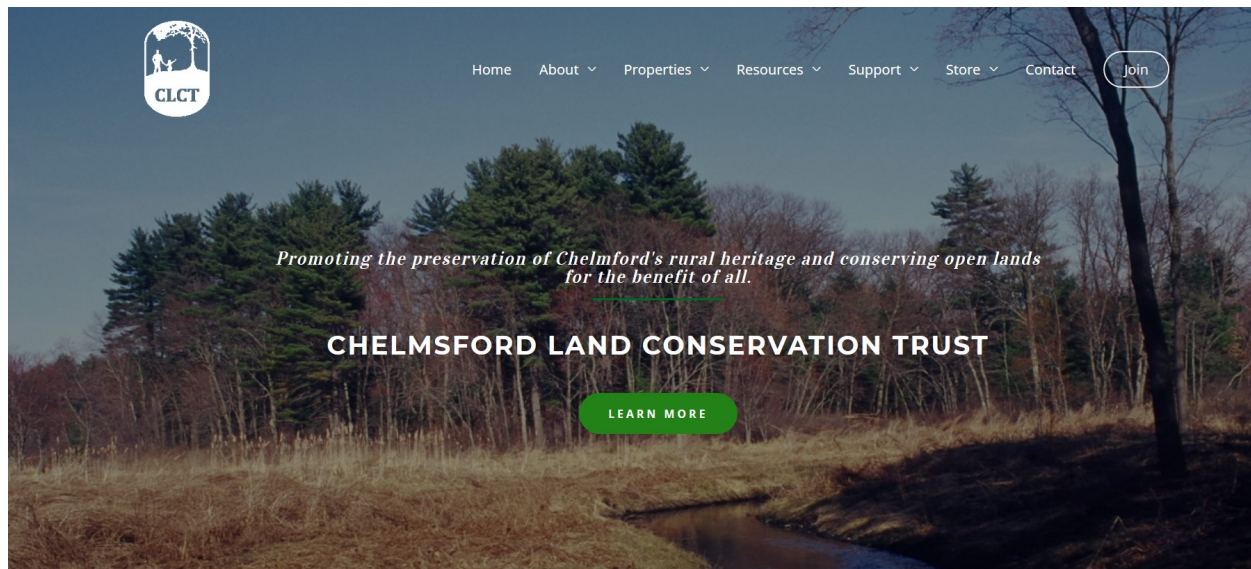 CLCT
Home About Properties Resources Support Store Contact Join
Promoting the preservation of Chelmford's rural heritage and conserving open lands
for the benefit of all.
CHELMSFORD LAND CONSERVATION TRUST
LEARN MORE